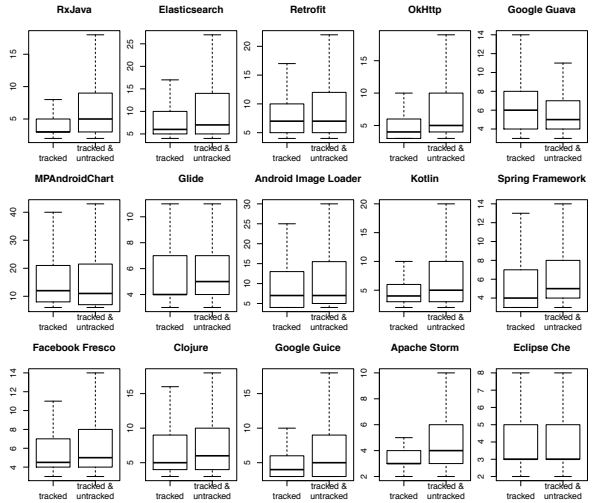 RxJava Elasticsearch Retrofit OkHttp Google Guava
15 25 20 15 14
10 20 15 10 12
5 15 10 5 10
10 5 8
5 6
4
tracked tracked & untracked tracked tracked & untracked tracked tracked & untracked tracked tracked & untracked tracked tracked & untracked
MPAndroidChart Glide Android Image Loader Kotlin Spring Framework
40 10 30 20 14
30 8 25 15 12
20 6 20 10 10
10 4 15 5 8
10 6
5 4
tracked tracked & untracked tracked tracked & untracked tracked tracked & untracked tracked tracked & untracked tracked tracked & untracked
Facebook Fresco Clojure Google Guice Apache Storm Eclipse Che
14 15 15 10 8
12 10 10 8 7
10 5 5 6 6
8 4 5
6 2 4
4 3
2
tracked tracked & untracked tracked tracked & untracked tracked tracked & untracked tracked tracked & untracked tracked tracked & untracked